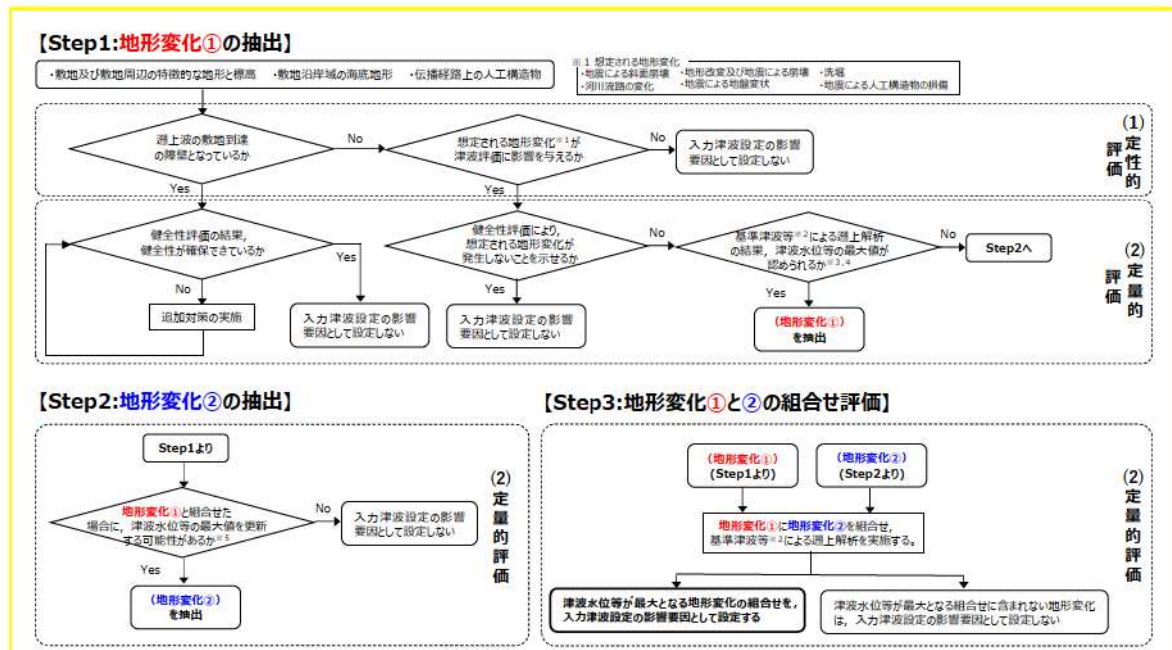 【Step1:地形変化①の抽出】
・敷地及び敷地周辺の特徴的な地形と標高　・敷地沿岸域の海底地形　・伝播経路上の人工構造物
※1 想定される地形変化
・地震による斜面崩壊　・地形改変及び地震による崩壊　・洗堀
・河川流路の変化　・地震による地盤変状　・地震による人工構造物の損傷
(1)定性的評価
遡上波の敷地到達
の障壁となっているか
No
想定される地形変化※1が
津波評価に影響を与えるか
No
入力津波設定の影響
要因として設定しない
Yes
Yes
(2)定量的評価
健全性評価の結果,
健全性が確保できているか
Yes
No
追加対策の実施
入力津波設定の影響
要因として設定しない
健全性評価により,
想定される地形変化が
発生しないことを示せるか
No
Yes
入力津波設定の影響
要因として設定しない
基準津波等※2による遡上解析
の結果，津波水位等の最大値が
認められるか※3,4
No
Step2へ
Yes
(地形変化①)
を抽出
【Step2:地形変化②の抽出】
Step1より
(2)定量的評価
地形変化①と組合せた
場合に，津波水位等の最大値を更新
する可能性があるか※5
No
入力津波設定の影響
要因として設定しない
Yes
(地形変化②)
を抽出
【Step3:地形変化①と②の組合せ評価】
(地形変化①)
(Step1より)
(地形変化②)
(Step2より)
(2)定量的評価
地形変化①に地形変化②を組合せ,
基準津波等※2による遡上解析を実施する。
津波水位等が最大となる地形変化の組合せを,
入力津波設定の影響要因として設定する
津波水位等が最大となる組合せに含まれない地形変化
は，入力津波設定の影響要因として設定しない